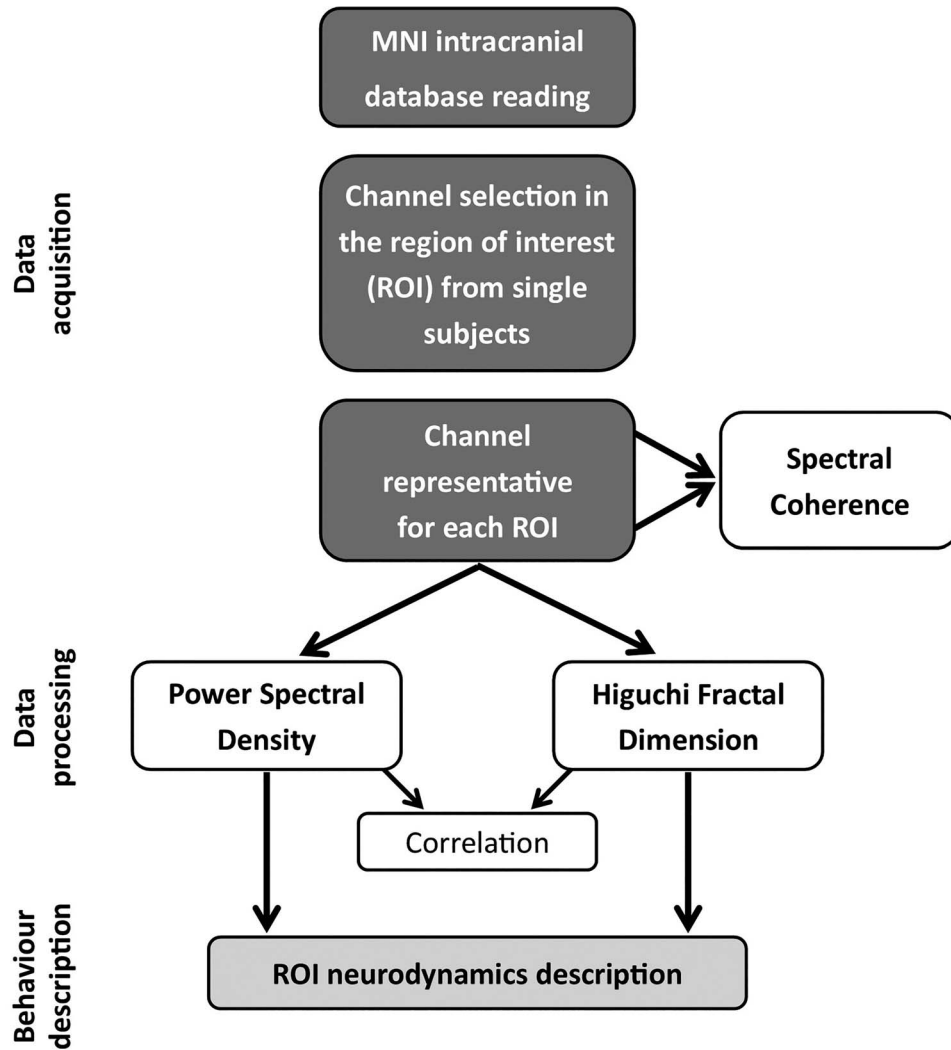 MNI intracranial
database reading
Data
acquisition
Channel selection in
the region of interest
(ROI) from single
subjects
Channel
representative
for each ROI
Spectral
Coherence
Data
processing
Power Spectral
Density
Higuchi Fractal
Dimension
Correlation
Behaviour
description
ROI neurodynamics description